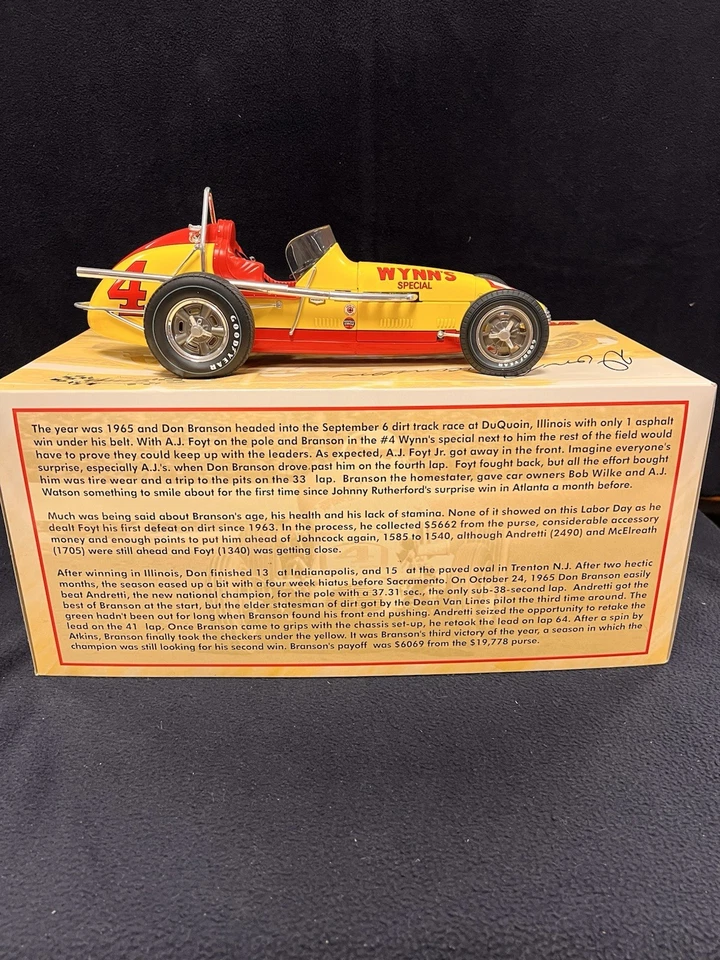 4
WYNN'S
SPECIAL
GOODYEAR
GOODYEAR
The year was 1965 and Don Branson headed into the September 6 dirt track race at DuQuoin, Illinois with only 1 asphalt
win under his belt. With A.J. Foyt on the pole and Branson in the #4 Wynn's special next to him the rest of the field would
have to prove they could keep up with the leaders. As expected, A.J. Foyt Jr. got away in the front. Imagine everyone's
surprise, especially A.J.'s. when Don Branson drove past him on the fourth lap. Foyt fought back, but all the effort bought
him was tire wear and a trip to the pits on the 33 lap. Branson the homestater, gave car owners Bob Wilke and A.J.
Watson something to smile about for the first time since Johnny Rutherford's surprise win in Atlanta a month before.
Much was being said about Branson's age, his health and his lack of stamina. None of it showed on this Labor Day as he
dealt Foyt his first defeat on dirt since 1963. In the process, he collected $5662 from the purse, considerable accessory
money and enough points to put him ahead of Johncock again, 1585 to 1540, although Andretti (2490) and McElreath
(1705) were still ahead and Foyt (1340) was getting close.
After winning in Illinois, Don finished 13 at Indianapolis, and 15 at the paved oval in Trenton N.J. After two hectic
months, the season eased up a bit with a four week hiatus before Sacramento. On October 24, 1965 Don Branson easily
beat Andretti, the new national champion, for the pole with a 37.31 sec., the only sub-38-second lap. Andretti got the
best of Branson at the start, but the elder statesman of dirt got by the Dean Van Lines pilot the third time around. The
green hadn't been out for long when Branson found his front end pushing. Andretti seized the opportunity to retake the
lead on the 41 lap. Once Branson came to grips with the chassis set-up, he retook the lead on lap 64. After a spin by
Atkins, Branson finally took the checkers under the yellow. It was Branson's third victory of the year, a season in which the
champion was still looking for his second win. Branson's payoff was $6069 from the $19,778 purse.